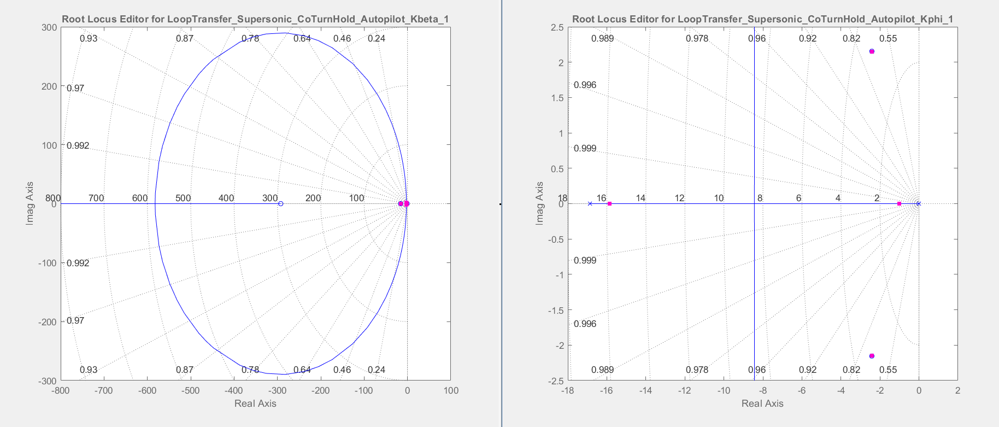 Root Locus Editor for LoopTransfer_Supersonic_CoTurnHold_Autopilot_Kbeta_1
300
0.93 0.87 0.78 0.64 0.46 0.24
200
0.97
100
0.992
800 700 600 500 400 300 200 100
0
-100
0.992
-200
0.97
0.93 0.87 0.78 0.64 0.46 0.24
-300
-800 -700 -600 -500 -400 -300 -200 -100 0 100
Real Axis
Imag Axis
Root Locus Editor for LoopTransfer_Supersonic_CoTurnHold_Autopilot_Kphi_1
2.5
0.989 0.978 0.96 0.92 0.82 0.55
2
0.996
1.5
1
0.999
0.5
18 16 14 12 10 8 6 4 2
0
-0.5
0.999
-1
-1.5
0.996
-2
0.989 0.978 0.96 0.92 0.82 0.55
-2.5
-18 -16 -14 -12 -10 -8 -6 -4 -2 0 2
Real Axis
Imag Axis